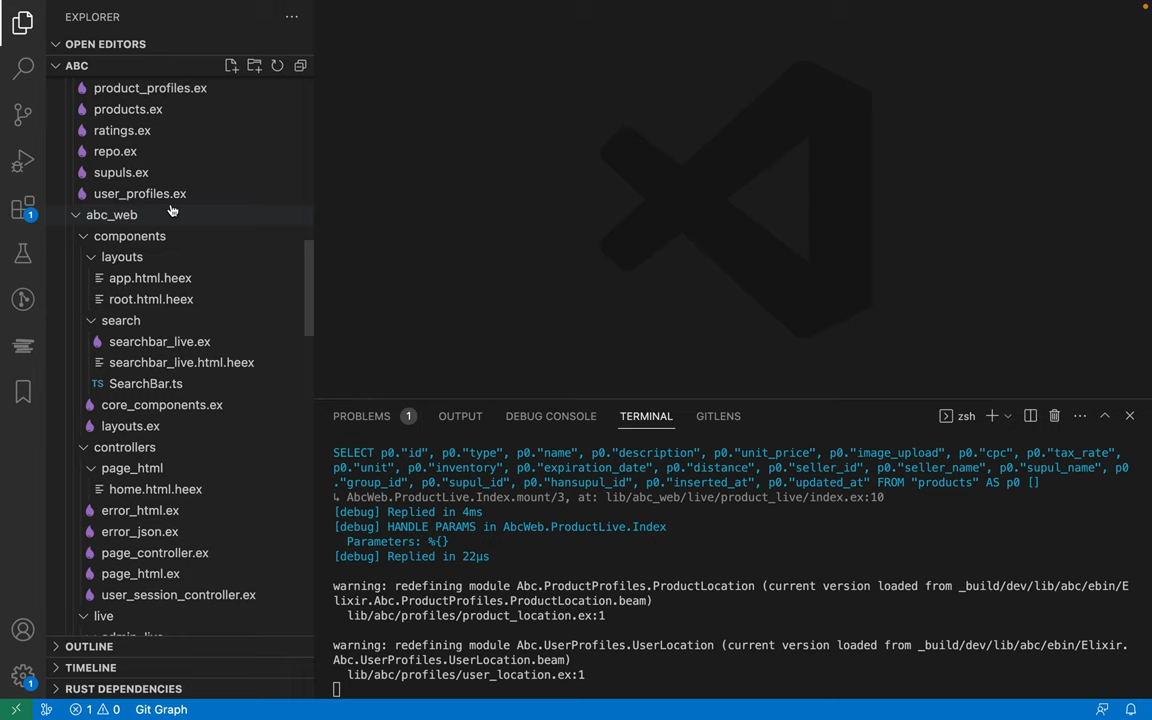 EXPLORER
OPEN EDITORS
ABC
product_profiles.ex
products.ex
ratings.ex
repo.ex
supuls.ex
user_profiles.ex
abc_web
components
layouts
app.html.heex
root.html.heex
search
searchbar_live.ex
searchbar_live.html.heex
TS SearchBar.ts
core_components.ex
layouts.ex
controllers
page_html
home.html.heex
error_html.ex
error_json.ex
page_controller.ex
page_html.ex
user_session_controller.ex
live
admin_live
OUTLINE
TIMELINE
RUST DEPENDENCIES
1
1
PROBLEMS 1 OUTPUT DEBUG CONSOLE TERMINAL GITLENS zsh
SELECT p0."id", p0."type", p0."name", p0."description", p0."unit_price", p0."image_upload", p0."cpc", p0."tax_rate",
p0."unit", p0."inventory", p0."expiration_date", p0."distance", p0."seller_id", p0."seller_name", p0."supul_name", p0
."group_id", p0."supul_id", p0."hansupul_id", p0."inserted_at", p0."updated_at" FROM "products" AS p0 []
↳ AbcWeb.ProductLive.Index.mount/3, at: lib/abc_web/live/product_live/index.ex:10
[debug] Replied in 4ms
[debug] HANDLE PARAMS in AbcWeb.ProductLive.Index
Parameters: %{}
[debug] Replied in 22µs
warning: redefining module Abc.ProductProfiles.ProductLocation (current version loaded from _build/dev/lib/abc/ebin/E
lixir.Abc.ProductProfiles.ProductLocation.beam)
lib/abc/profiles/product_location.ex:1
warning: redefining module Abc.UserProfiles.UserLocation (current version loaded from _build/dev/lib/abc/ebin/Elixir.
Abc.UserProfiles.UserLocation.beam)
lib/abc/profiles/user_location.ex:1
1 0 Git Graph